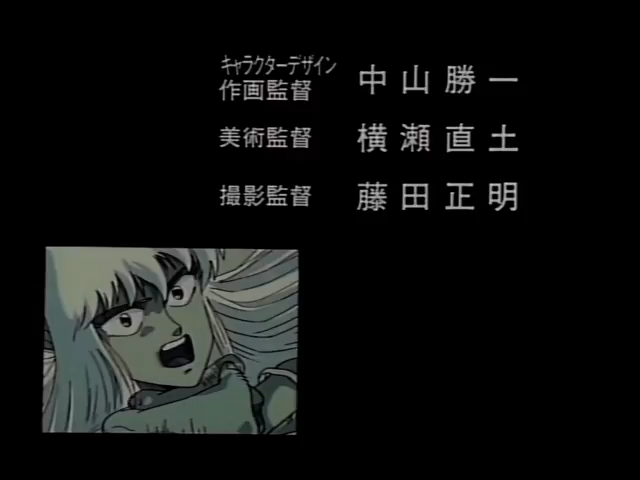 キャラクターデザイン
作画監督 中山勝一
美術監督 横瀬直土
撮影監督 藤田正明